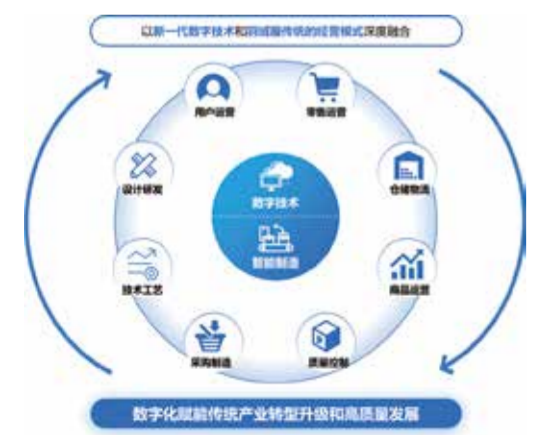 以新一代数字技术和羽绒服传统的经营模式深度融合
用户运营
零售运营
设计研发
数字技术
仓储物流
智能制造
技术工艺
商品运营
采购制造
质量控制
数字化赋能传统产业转型升级和高质量发展